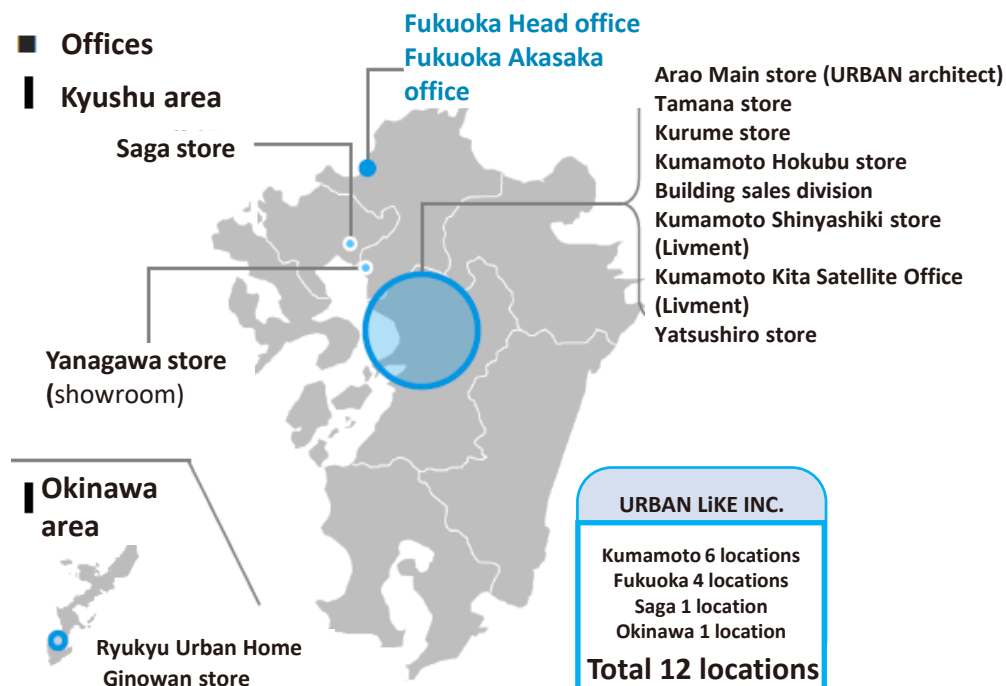 Offices
Kyushu area
Fukuoka Head office
Fukuoka Akasaka
office
Saga store
Yanagawa store
(showroom)
Arao Main store (URBAN architect)
Tamana store
Kurume store
Kumamoto Hokubu store
Building sales division
Kumamoto Shinyashiki store
(Livment)
Kumamoto Kita Satellite Office
(Livment)
Yatsushiro store
Okinawa
area
Ryukyu Urban Home
Ginowan store
URBAN LiKE INC.
Kumamoto 6 locations
Fukuoka 4 locations
Saga 1 location
Okinawa 1 location
Total 12 locations